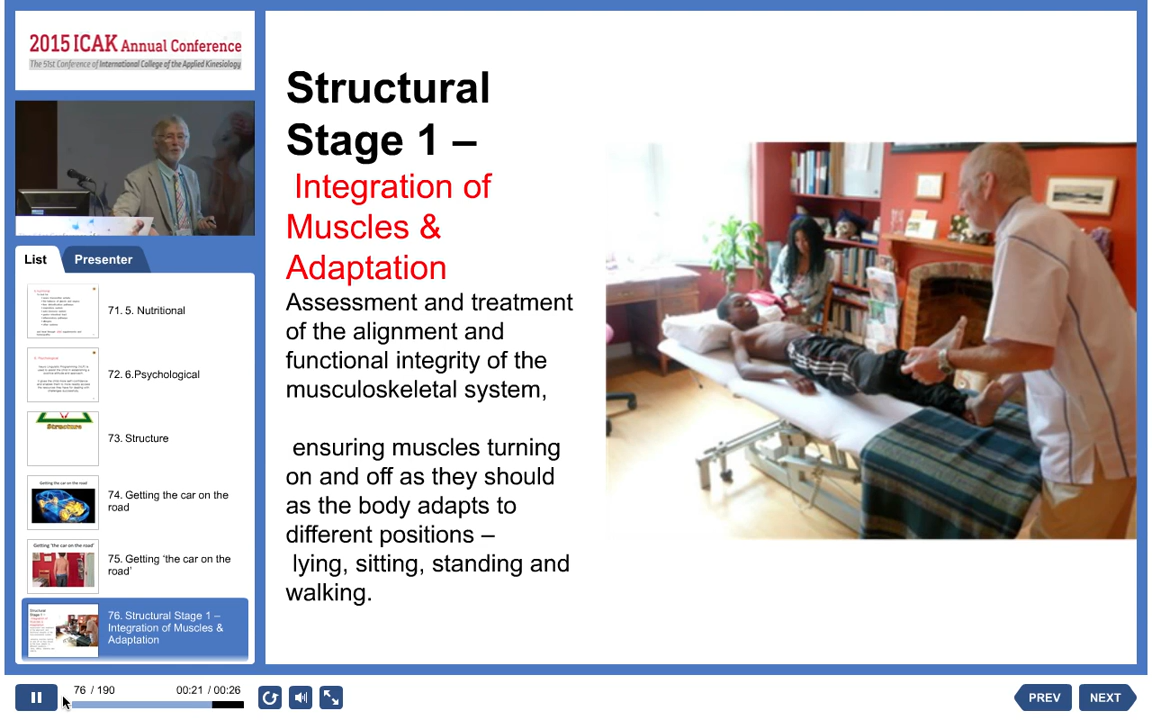 2015 ICAK Annual Conference
The 51st Conference of International College of the Applied Kinesiology
List
Presenter
71. 5. Nutritional
72. 6.Psychological
Structure
73. Structure
Getting the car on the road
74. Getting the car on the
road
Getting 'the car on the road'
75. Getting ‘the car on the
road’
76. Structural Stage 1 –
Integration of Muscles &
Adaptation
Structural
Stage 1 –
Integration of
Muscles &
Adaptation
Assessment and treatment
of the alignment and
functional integrity of the
musculoskeletal system,
ensuring muscles turning
on and off as they should
as the body adapts to
different positions –
lying, sitting, standing and
walking.
76 / 190
00:21 / 00:26
PREV
NEXT